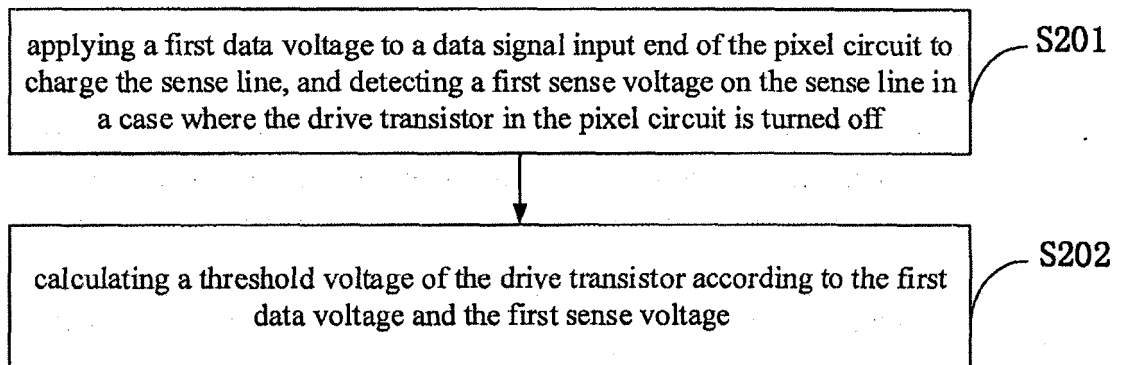 applying a first data voltage to a data signal input end of the pixel circuit to
charge the sense line, and detecting a first sense voltage on the sense line in
a case where the drive transistor in the pixel circuit is turned off
S201
calculating a threshold voltage of the drive transistor according to the first
data voltage and the first sense voltage
S202